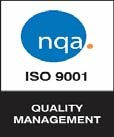 nqa.
ISO 9001
QUALITY
MANAGEMENT